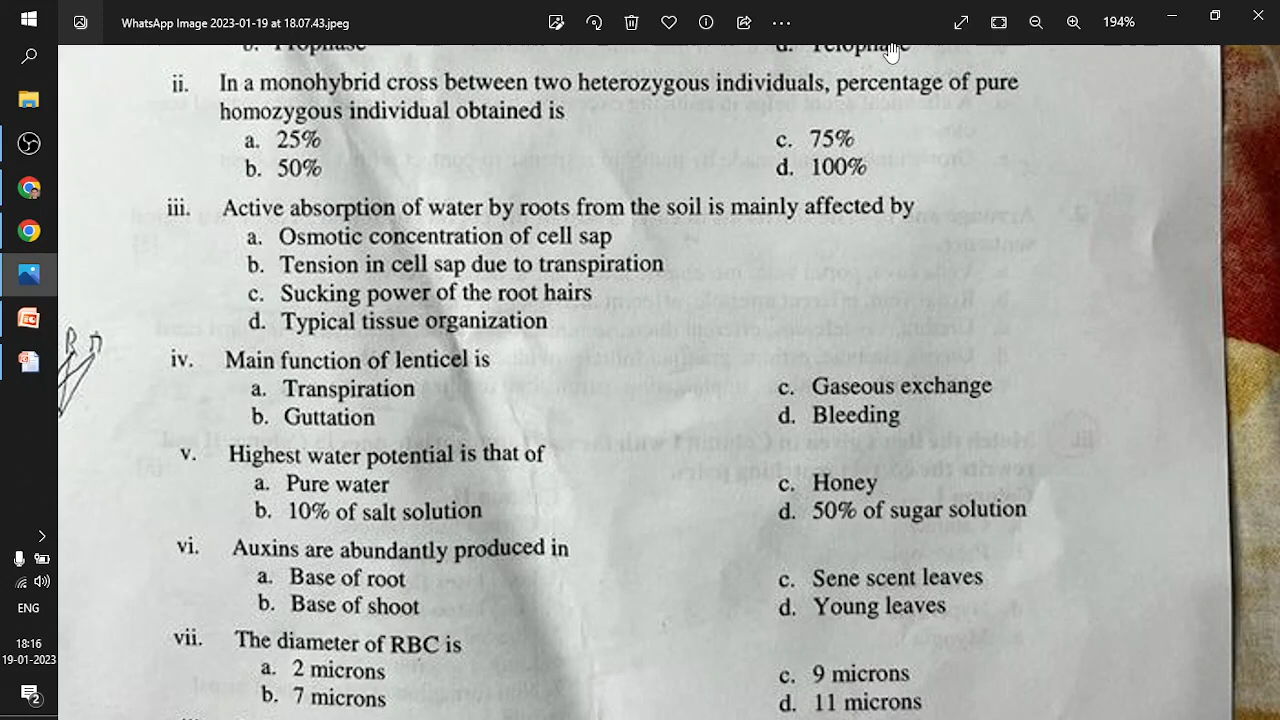 WhatsApp Image 2023-01-19 at 18.07.43.jpeg
194%
b. Prophase
d. Telophase
ii. In a monohybrid cross between two heterozygous individuals, percentage of pure
homozygous individual obtained is
a. 25%
c. 75%
b. 50%
d. 100%
iii. Active absorption of water by roots from the soil is mainly affected by
a. Osmotic concentration of cell sap
b. Tension in cell sap due to transpiration
c. Sucking power of the root hairs
d. Typical tissue organization
iv. Main function of lenticel is
a. Transpiration
c. Gaseous exchange
b. Guttation
d. Bleeding
v. Highest water potential is that of
a. Pure water
c. Honey
b. 10% of salt solution
d. 50% of sugar solution
vi. Auxins are abundantly produced in
a. Base of root
c. Sene scent leaves
b. Base of shoot
d. Young leaves
vii. The diameter of RBC is
a. 2 microns
c. 9 microns
b. 7 microns
d. 11 microns
ENG
18:16
19-01-2023
2